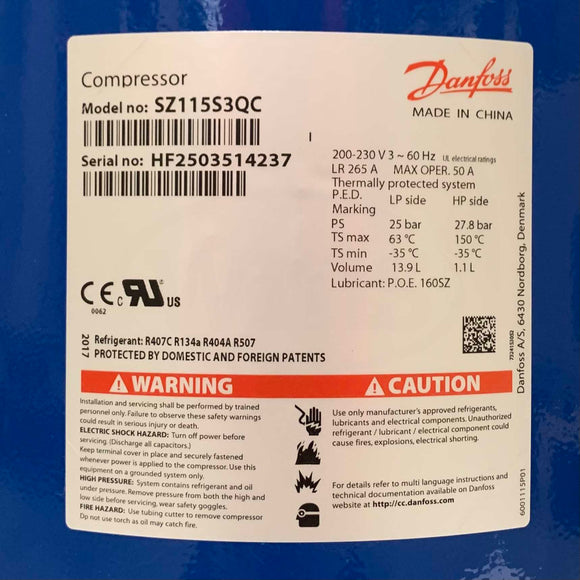 Compressor
Model no: SZ115S3QC
Serial no: HF2503514237
Danfoss
MADE IN CHINA
200-230 V 3 ~ 60 Hz UL electrical ratings
LR 265 A MAX OPER. 50 A
Thermally protected system
P.E.D. LP side HP side
Marking
PS 25 bar 27.8 bar
TS max 63 °C 150 °C
TS min -35 °C -35 °C
Volume 13.9 L 1.1 L
Lubricant: P.O.E. 160SZ
CE
0062
c RU US
2017
Refrigerant: R407C R134a R404A R507
PROTECTED BY DOMESTIC AND FOREIGN PATENTS
Danfoss A/S, 6430 Nordborg, Denmark
WARNING
Installation and servicing shall be performed by trained
personnel only. Failure to observe these safety warnings
could result in serious injury or death.
ELECTRIC SHOCK HAZARD: Turn off power before
servicing. (Discharge all capacitors.)
Keep terminal cover in place and securely fastened
whenever power is applied to the compressor. Use this
equipment on a grounded system only.
HIGH PRESSURE: System contains refrigerant and oil
under pressure. Remove pressure from both the high and
low side before servicing, wear safety goggles.
FIRE HAZARD: Use tubing cutter to remove compressor
Do not use torch as oil may catch fire.
CAUTION
Use only manufacturer's approved refrigerants,
lubricants and electrical components. Unauthorized
refrigerant / lubricant / electrical component could
cause fires, explosions, electrical shorting.
For details refer to multi language instructions and
technical documentation available on Danfoss
website at http://cc.danfoss.com
6001115P01